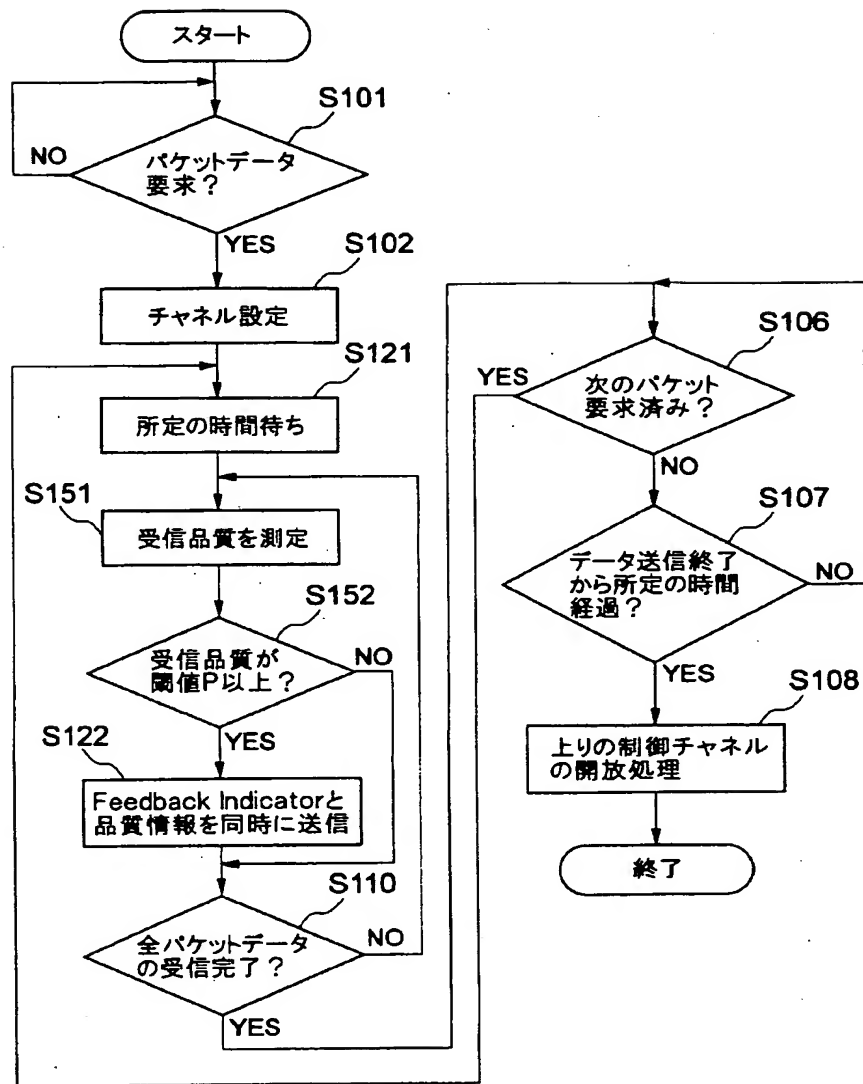 スタート
S101
パケットデータ
要求？
NO
YES
S102
チャネル設定
S121
所定の時間待ち
S151
受信品質を測定
S152
受信品質が
閾値P以上？
NO
YES
S122
Feedback Indicatorと
品質情報を同時に送信
S110
全パケットデータ
の受信完了？
NO
YES
S106
次のパケット
要求済み？
YES
NO
S107
データ送信終了
から所定の時間
経過？
NO
YES
S108
上りの制御チャネル
の開放処理
終了